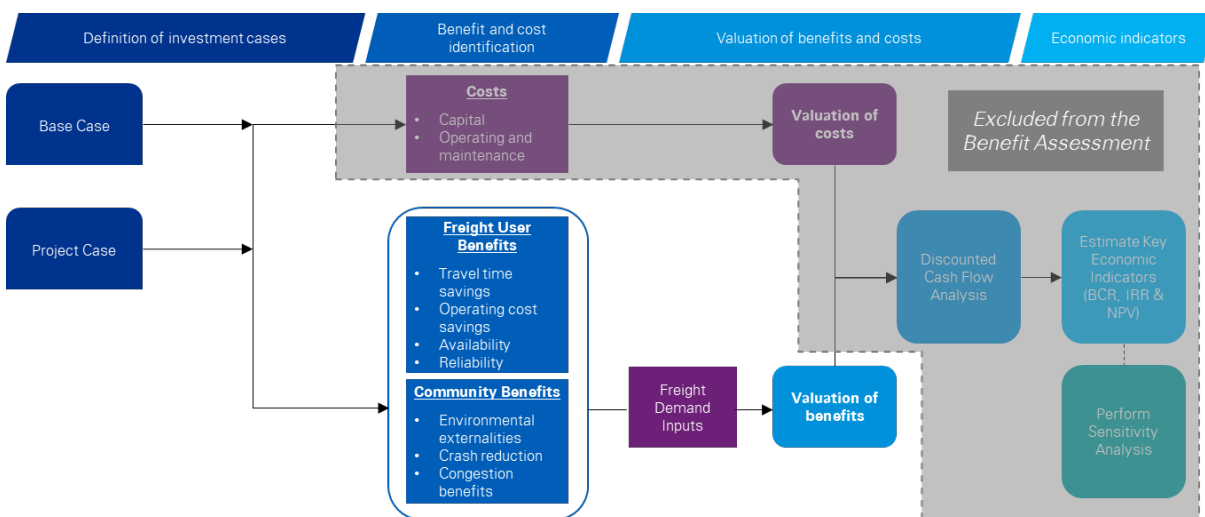 Definition of investment cases
Benefit and cost
identification
Valuation of benefits and costs
Economic indicators
Base Case
Project Case
Costs
• Capital
• Operating and
maintenance
Valuation of
costs
Excluded from the
Benefit Assessment
Freight User
Benefits
• Travel time
savings
• Operating cost
savings
• Availability
• Reliability
Community Benefits
• Environmental
externalities
• Crash reduction
• Congestion
benefits
Freight
Demand
Inputs
Valuation of
benefits
Discounted
Cash Flow
Analysis
Estimate Key
Economic
Indicators
(BCR, IRR &
NPV)
Perform
Sensitivity
Analysis